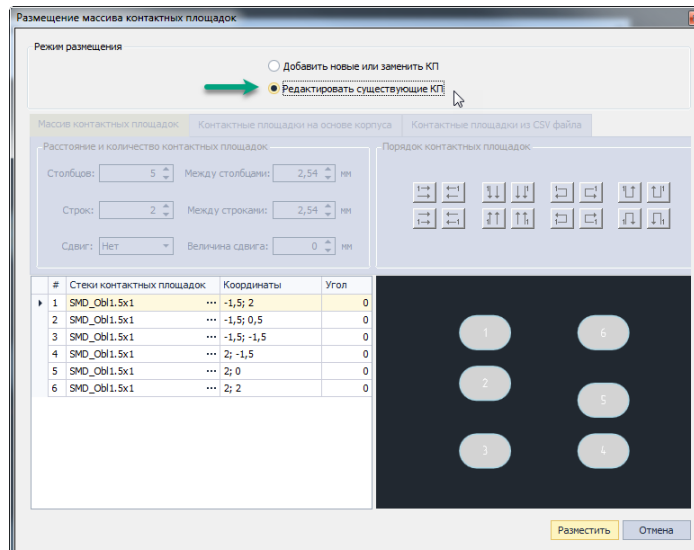 Размещение массива контактных площадок
Режим размещения
Добавить новые или заменить КП
Редактировать существующие КП
Массив контактных площадок Контактные площадки на основе корпуса Контактные площадки из CSV файла
Расстояние и количество контактных площадок Порядок контактных площадок
Столбцов: 5 Между столбцами: 2,54 мм
Строк: 2 Между строками: 2,54 мм
Сдвиг: Нет Величина сдвига: 0 мм
# Стеки контактных площадок Координаты Угол
1 SMD_Obl1.5x1 ... -1,5; 2 0
2 SMD_Obl1.5x1 ... -1,5; 0,5 0
3 SMD_Obl1.5x1 ... -1,5; -1,5 0
4 SMD_Obl1.5x1 ... 2; -1,5 0
5 SMD_Obl1.5x1 ... 2; 0 0
6 SMD_Obl1.5x1 ... 2; 2 0
1 6
2
5
3 4
Разместить Отмена